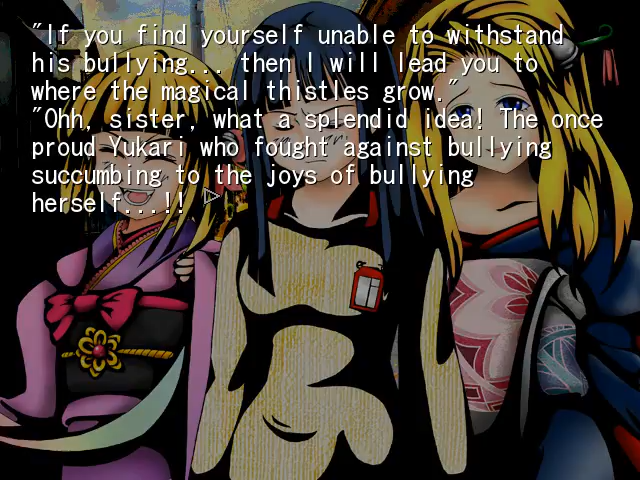 "If you find yourself unable to withstand
his bullying... then I will lead you to
where the magical thistles grow."
"Ohh, sister, what a splendid idea! The once
proud Yukari who fought against bullying
succumbing to the joys of bullying
herself...!!